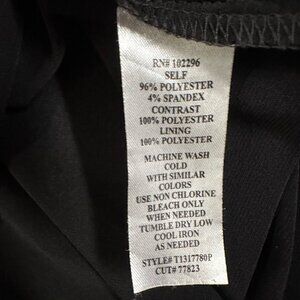 RN# 102296
SELF
96% POLYESTER
4% SPANDEX
CONTRAST
100% POLYESTER
LINING
100% POLYESTER
MACHINE WASH
COLD
WITH SIMILAR
COLORS
USE NON CHLORINE
BLEACH ONLY
WHEN NEEDED
TUMBLE DRY LOW
COOL IRON
AS NEEDED
STYLE# T1317780P
CUT# 77823